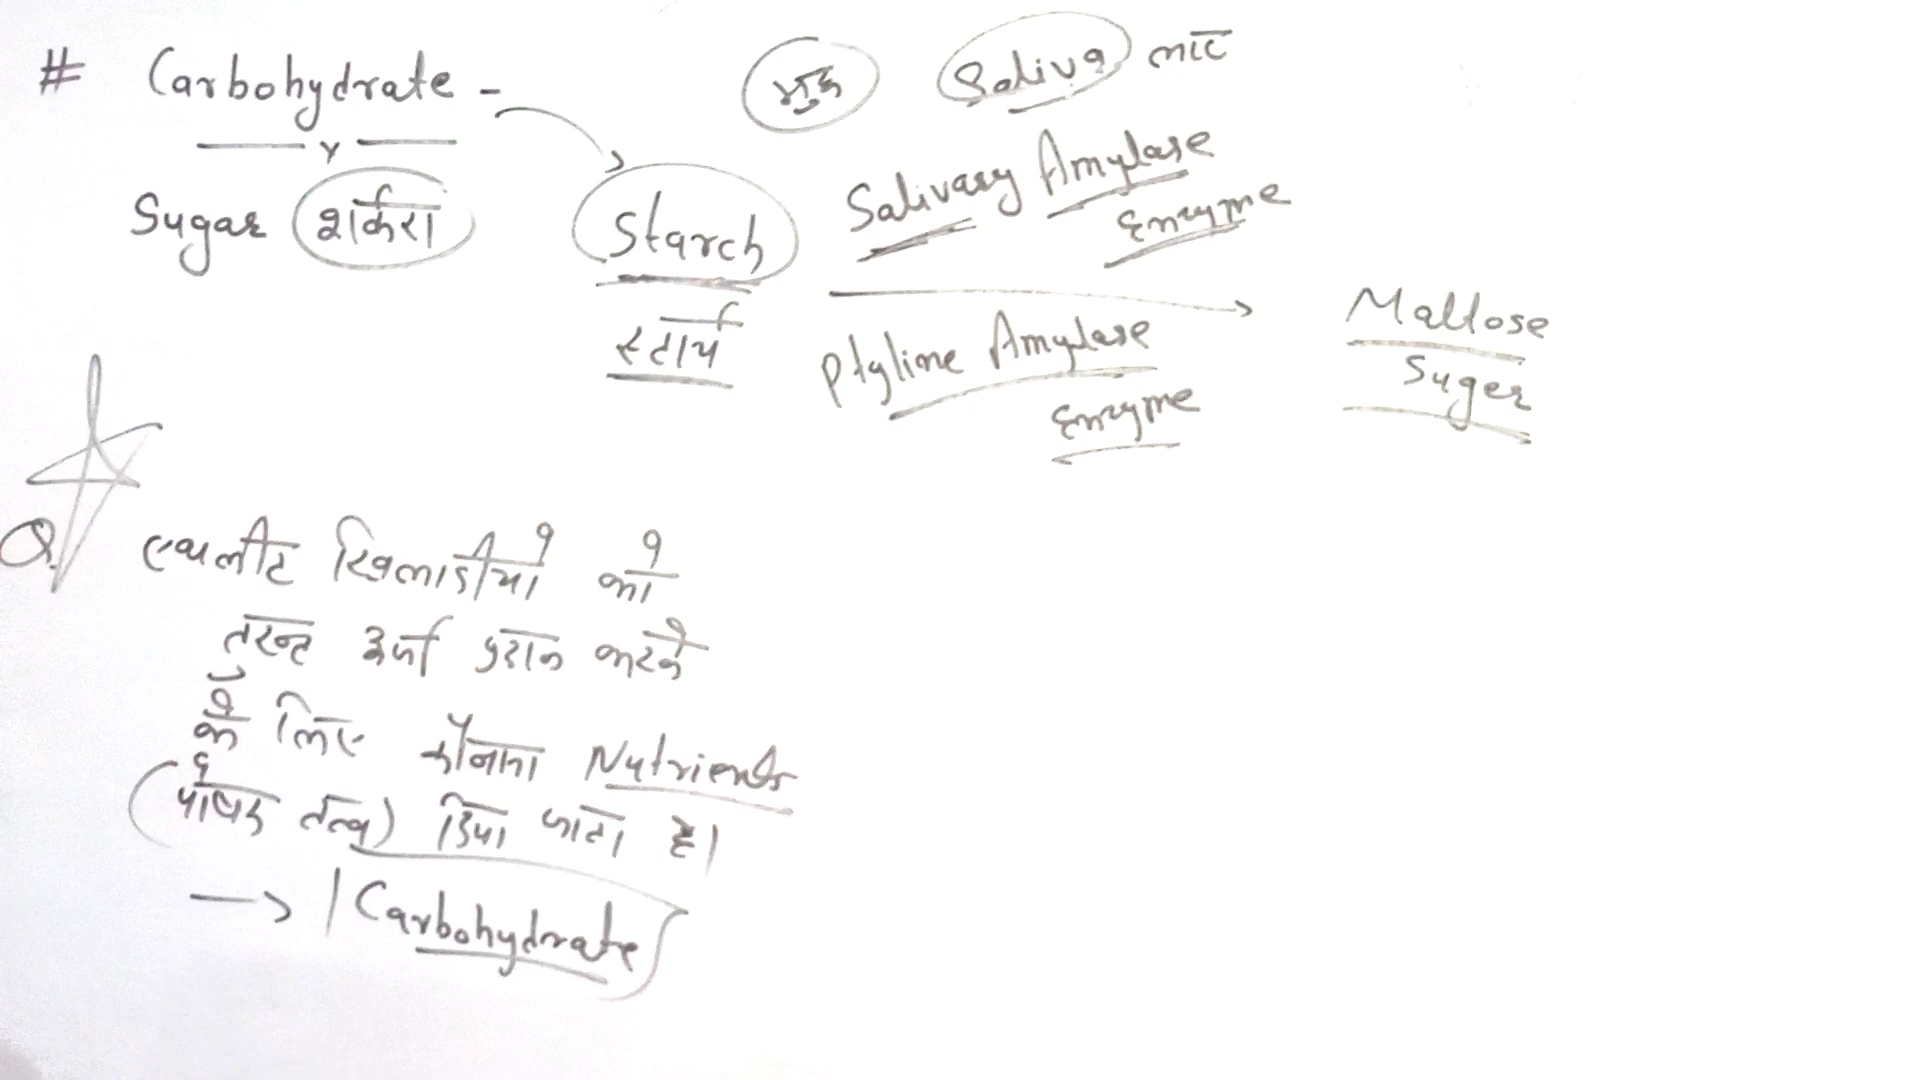 # Carbohydrate -
Sugar (शर्करा)
Starch
स्टार्च
Saliva लार
Salivary Amylase
Enzyme
Ptyline Amylase
Enzyme
Maltose
Suger
Q. एथलीट खिलाडीयो को
तुरन्त ऊर्जा प्रदान करने
के लिए कौनसा Nutrients
(पोषक तत्व) दिया जाता है।
→ Carbohydrate